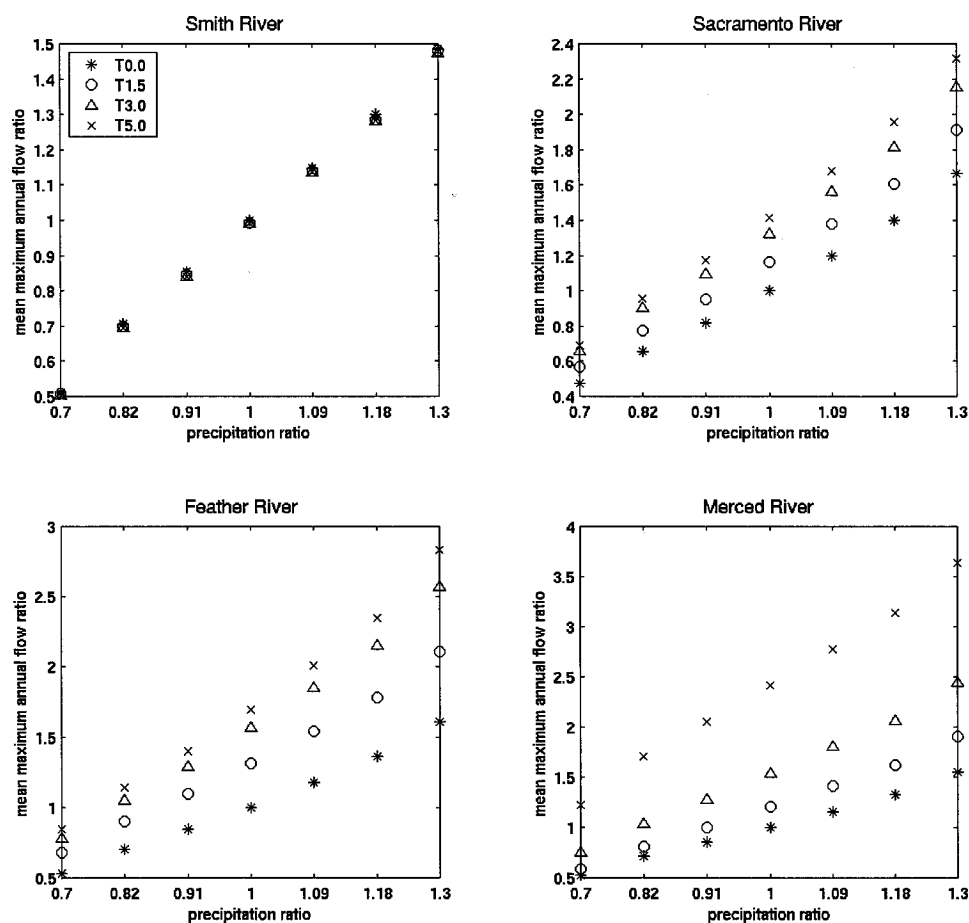 Smith River
mean maximum annual flow ratio
1.5
1.4
1.3
1.2
1.1
1
0.9
0.8
0.7
0.6
0.5
T0.0
T1.5
T3.0
T5.0
0.7 0.82 0.91 1 1.09 1.18 1.3
precipitation ratio
Sacramento River
mean maximum annual flow ratio
2.4
2.2
2
1.8
1.6
1.4
1.2
1
0.8
0.6
0.4
0.7 0.82 0.91 1 1.09 1.18 1.3
precipitation ratio
Feather River
mean maximum annual flow ratio
3
2.5
2
1.5
1
0.5
0.7 0.82 0.91 1 1.09 1.18 1.3
precipitation ratio
Merced River
mean maximum annual flow ratio
4
3.5
3
2.5
2
1.5
1
0.5
0.7 0.82 0.91 1 1.09 1.18 1.3
precipitation ratio